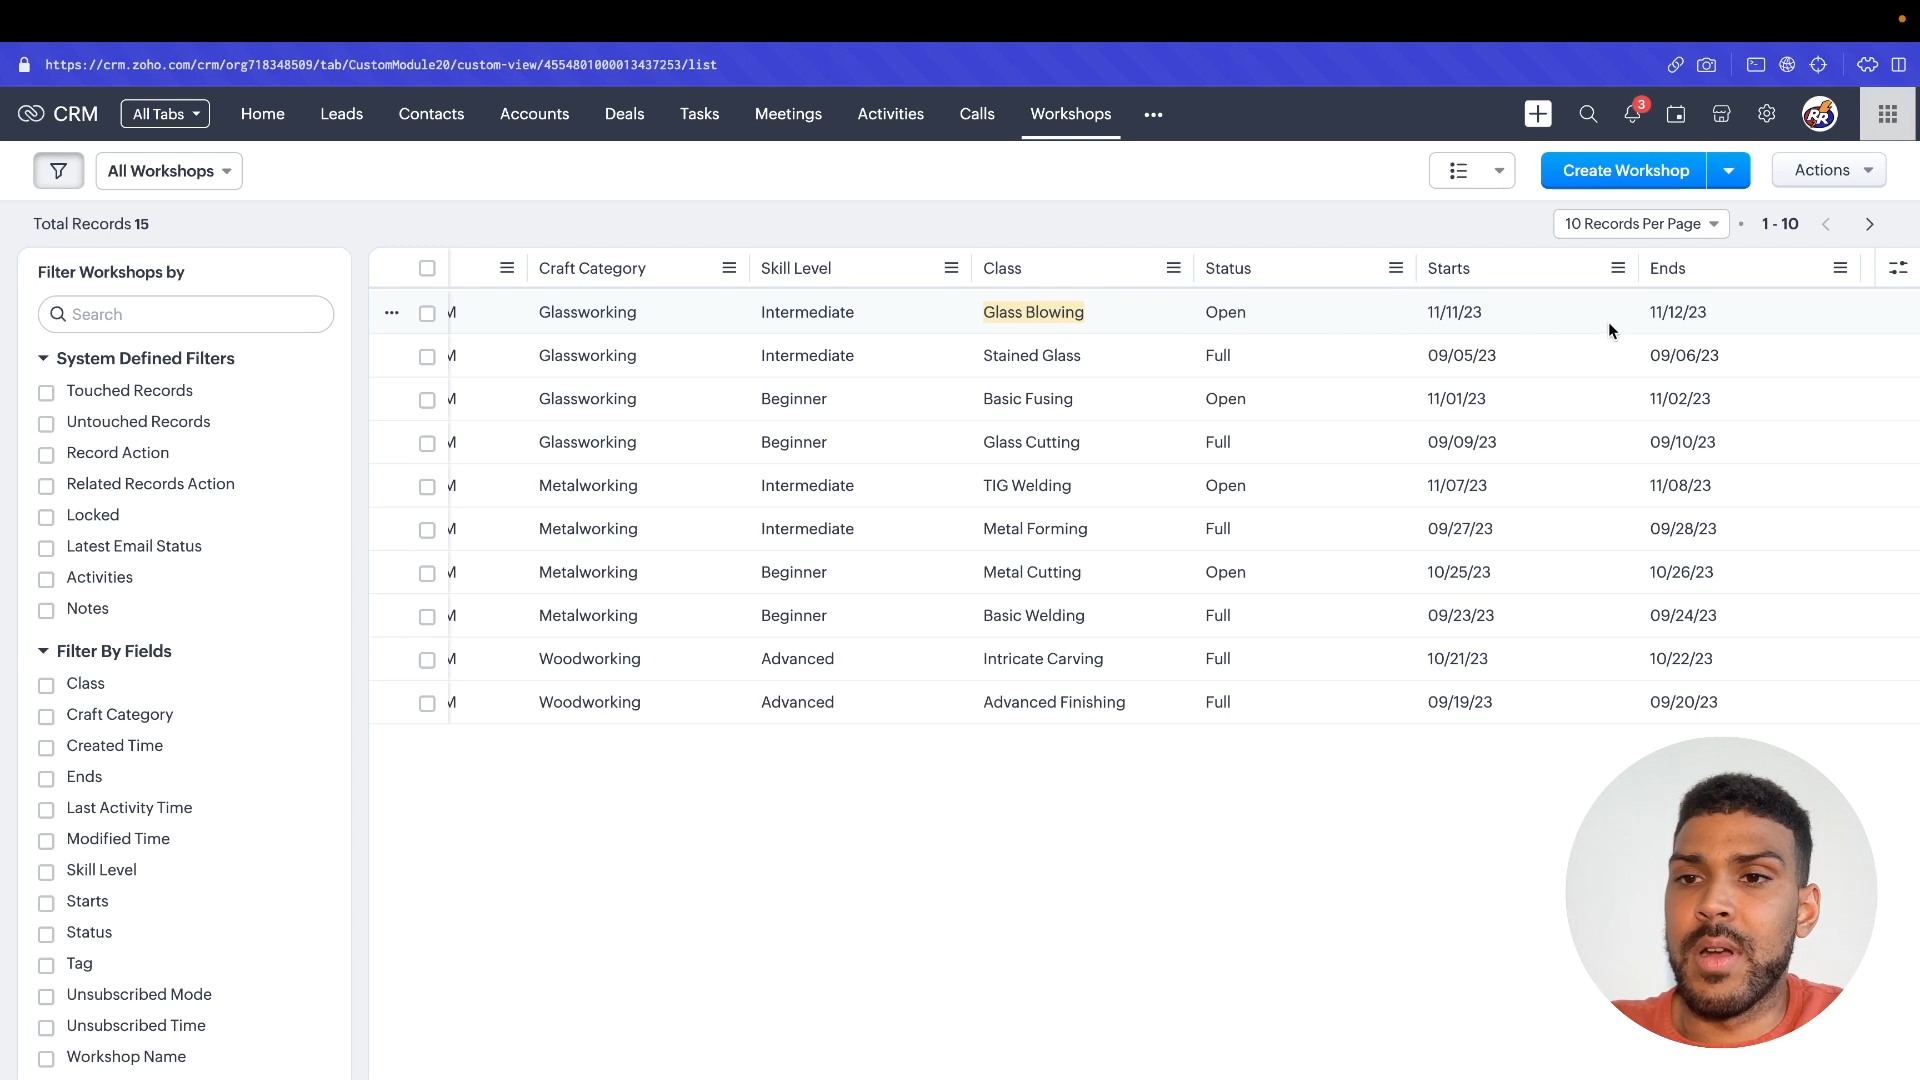 https://crm.zoho.com/crm/org718348509/tab/CustomModule20/custom-view/4554801000013437253/list
CRM All Tabs Home Leads Contacts Accounts Deals Tasks Meetings Activities Calls Workshops ••• 3 RR
All Workshops Create Workshop Actions
Total Records 15 10 Records Per Page • 1 - 10
Filter Workshops by
Search
System Defined Filters
Touched Records
Untouched Records
Record Action
Related Records Action
Locked
Latest Email Status
Activities
Notes
Filter By Fields
Class
Craft Category
Created Time
Ends
Last Activity Time
Modified Time
Skill Level
Starts
Status
Tag
Unsubscribed Mode
Unsubscribed Time
Workshop Name
Craft Category Skill Level Class Status Starts Ends
M Glassworking Intermediate Glass Blowing Open 11/11/23 11/12/23
M Glassworking Intermediate Stained Glass Full 09/05/23 09/06/23
M Glassworking Beginner Basic Fusing Open 11/01/23 11/02/23
M Glassworking Beginner Glass Cutting Full 09/09/23 09/10/23
M Metalworking Intermediate TIG Welding Open 11/07/23 11/08/23
M Metalworking Intermediate Metal Forming Full 09/27/23 09/28/23
M Metalworking Beginner Metal Cutting Open 10/25/23 10/26/23
M Metalworking Beginner Basic Welding Full 09/23/23 09/24/23
M Woodworking Advanced Intricate Carving Full 10/21/23 10/22/23
M Woodworking Advanced Advanced Finishing Full 09/19/23 09/20/23